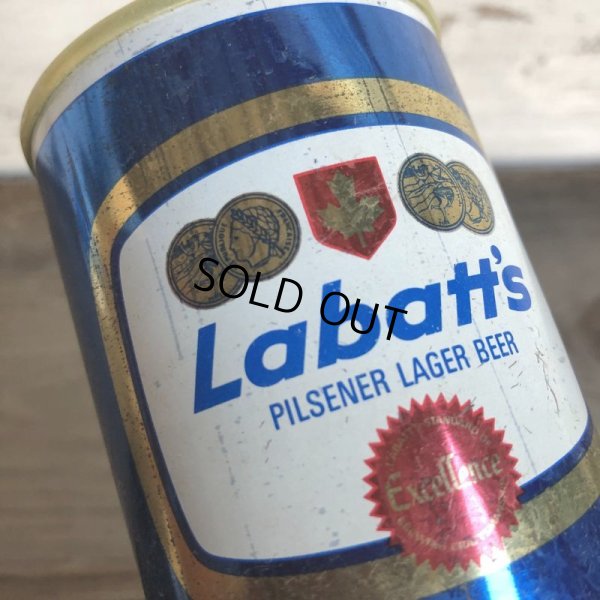 SOLD OUT
Labatt's
PILSENER LAGER BEER
Excellence